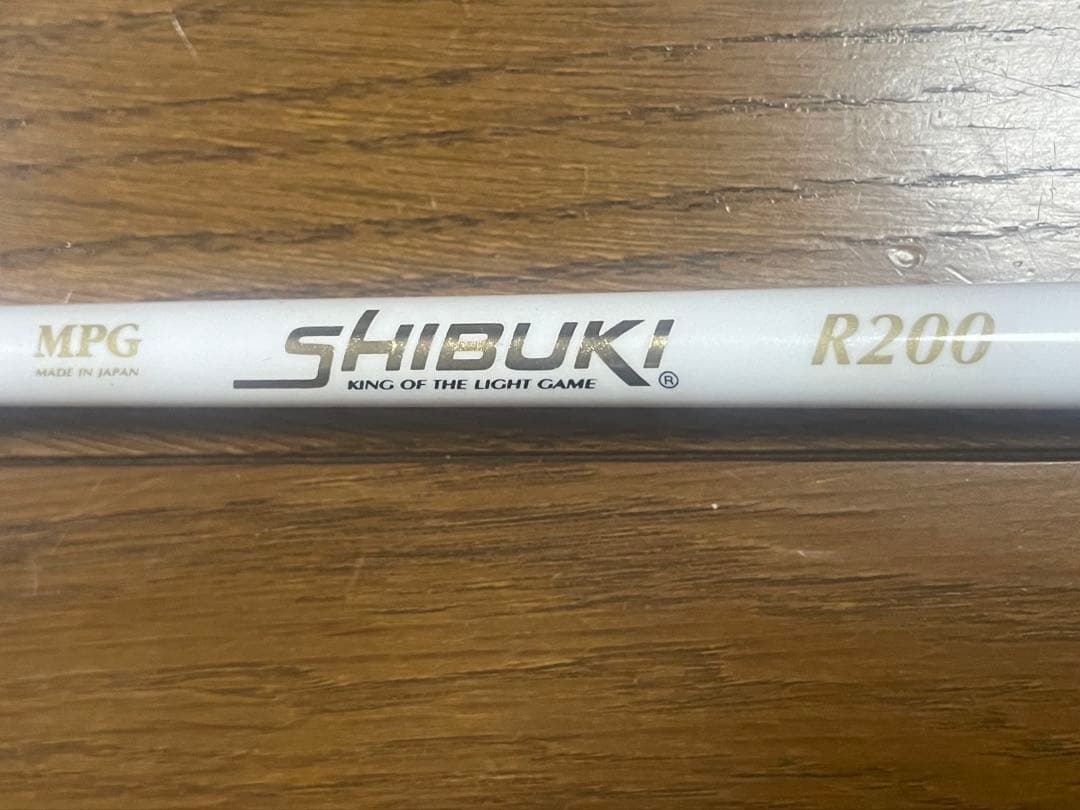 MPG
MADE IN JAPAN
SHIBUKI®
KING OF THE LIGHT GAME
R200